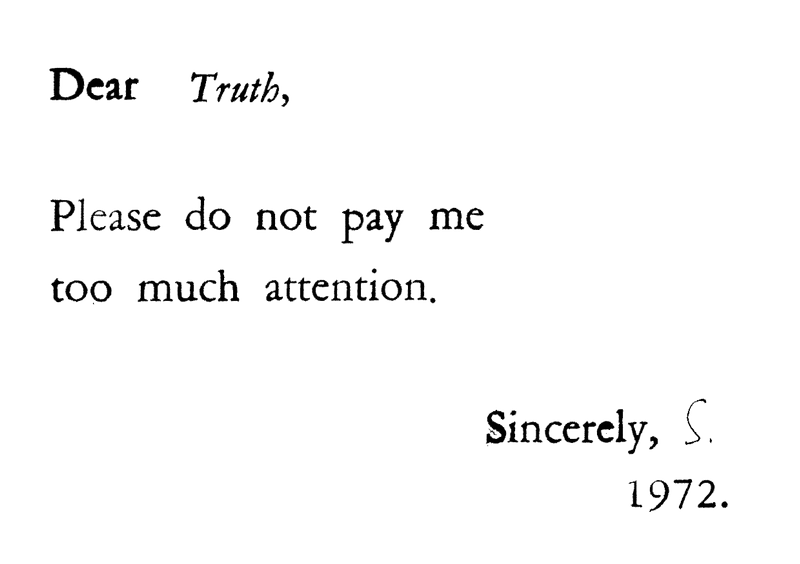 Dear Truth,
Please do not pay me
too much attention.
Sincerely, S.
1972.